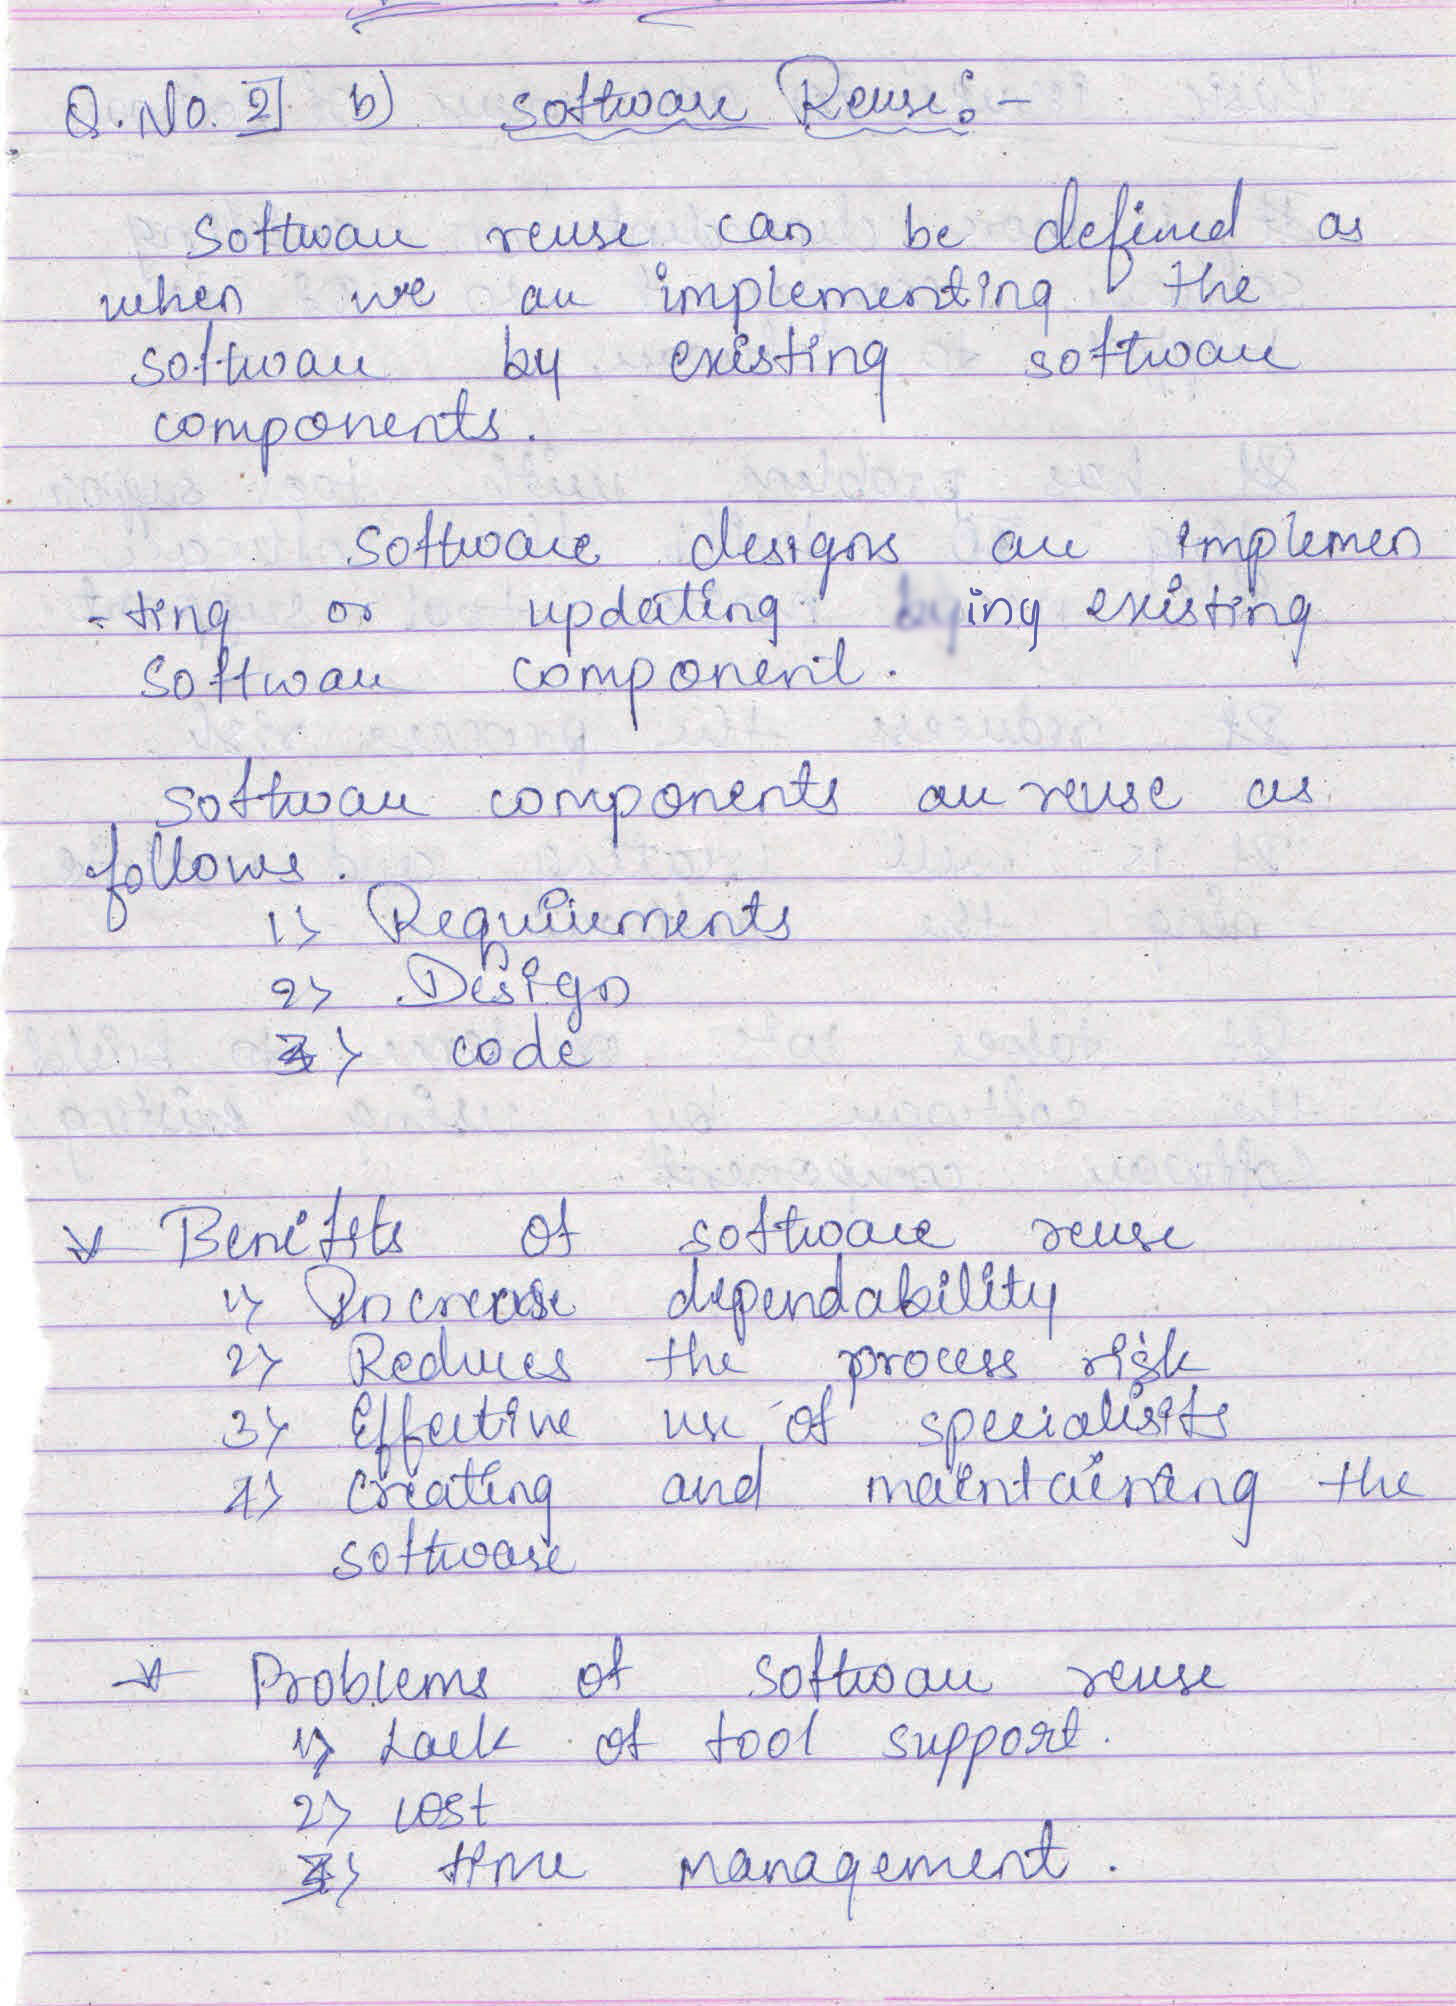 Q.No. 2] b) Software Reuse:-
Software reuse can be defined as
when we are implementing the
software by existing software
components.
Software designs are implemen
-ting or updating ing existing
software component.
Software components are reuse as
follows.
1> Requirements
2> Design
3> code
Benifits of software reuse
1> Increase dependability
2> Reduces the process risk
3> Effective use of specialists
4> creating and maintaining the
software
Problems of software reuse
1> Lack of tool support.
2> cost
3> time management.